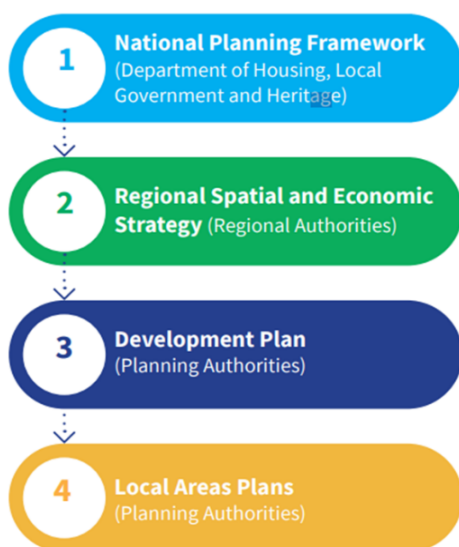 1
National Planning Framework
(Department of Housing, Local
Government and Heritage)
2
Regional Spatial and Economic
Strategy (Regional Authorities)
3
Development Plan
(Planning Authorities)
4
Local Areas Plans
(Planning Authorities)